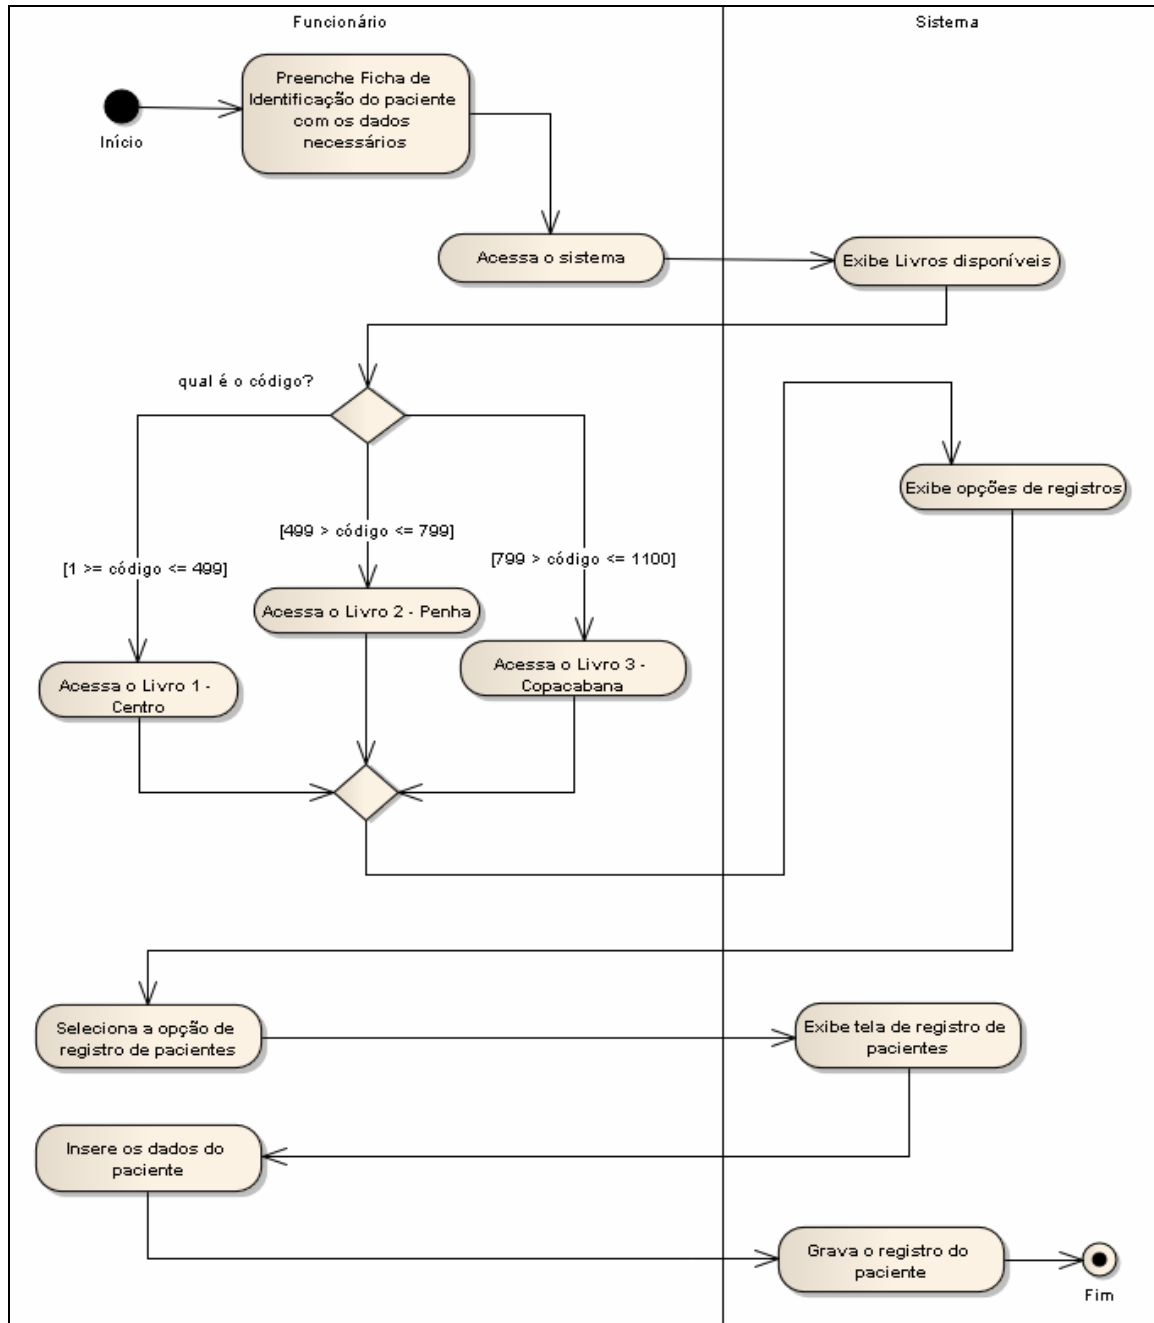 Funcionário
Sistema
Preenche Ficha de
Identificação do paciente
com os dados
necessários
Início
Acessa o sistema
Exibe Livros disponíveis
qual é o código?
Exibe opções de registros
[499 > código <= 799]
[1 >= código <= 499]
[799 > código <= 1100]
Acessa o Livro 2 - Penha
Acessa o Livro 1 -
Centro
Acessa o Livro 3 -
Copacabana
Seleciona a opção de
registro de pacientes
Exibe tela de registro de
pacientes
Insere os dados do
paciente
Grava o registro do
paciente
Fim